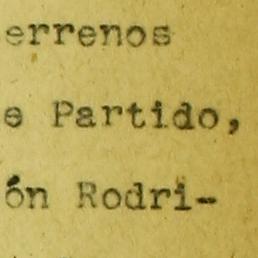 errenos
e Partido,
ón Rodri-